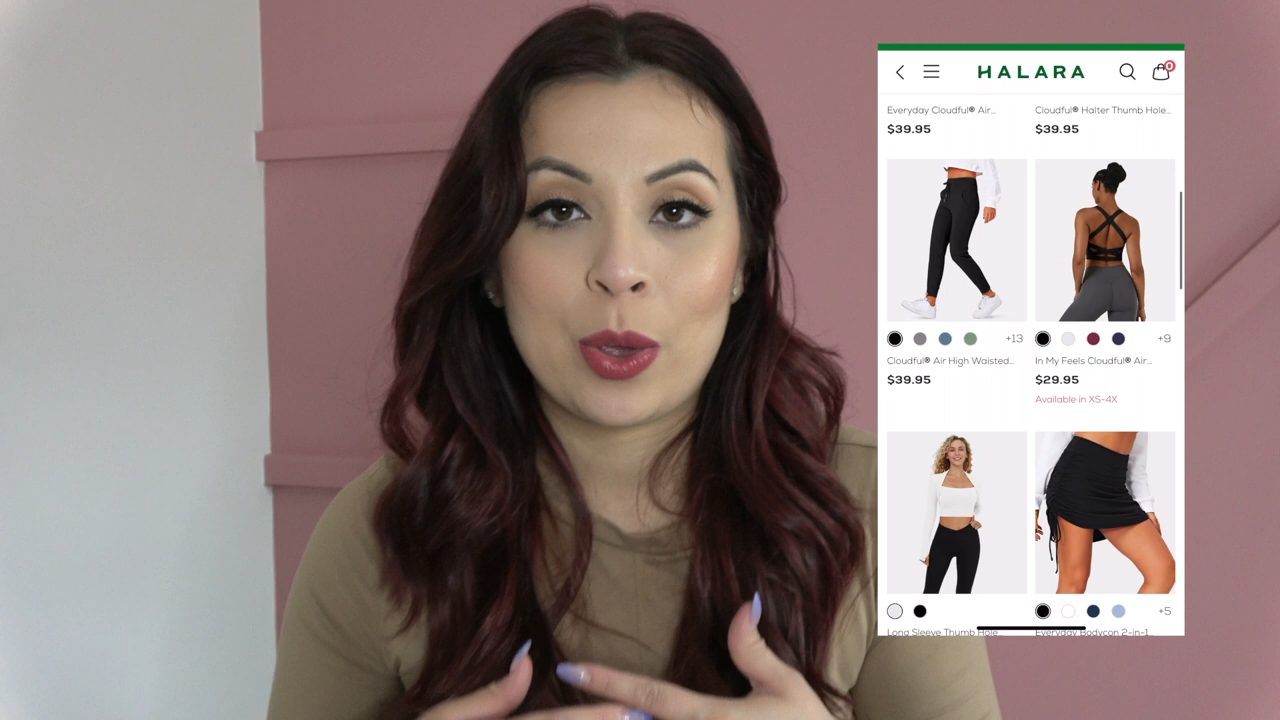 HALARA
0
Everyday Cloudful® Air...
Cloudful® Halter Thumb Hole...
$39.95
$39.95
+13
+9
Cloudful® Air High Waisted...
In My Feels Cloudful® Air...
$39.95
$29.95
Available in XS-4X
+5
Long Sleeve Thumb Hole...
Everyday Bodycon 2-in-1...